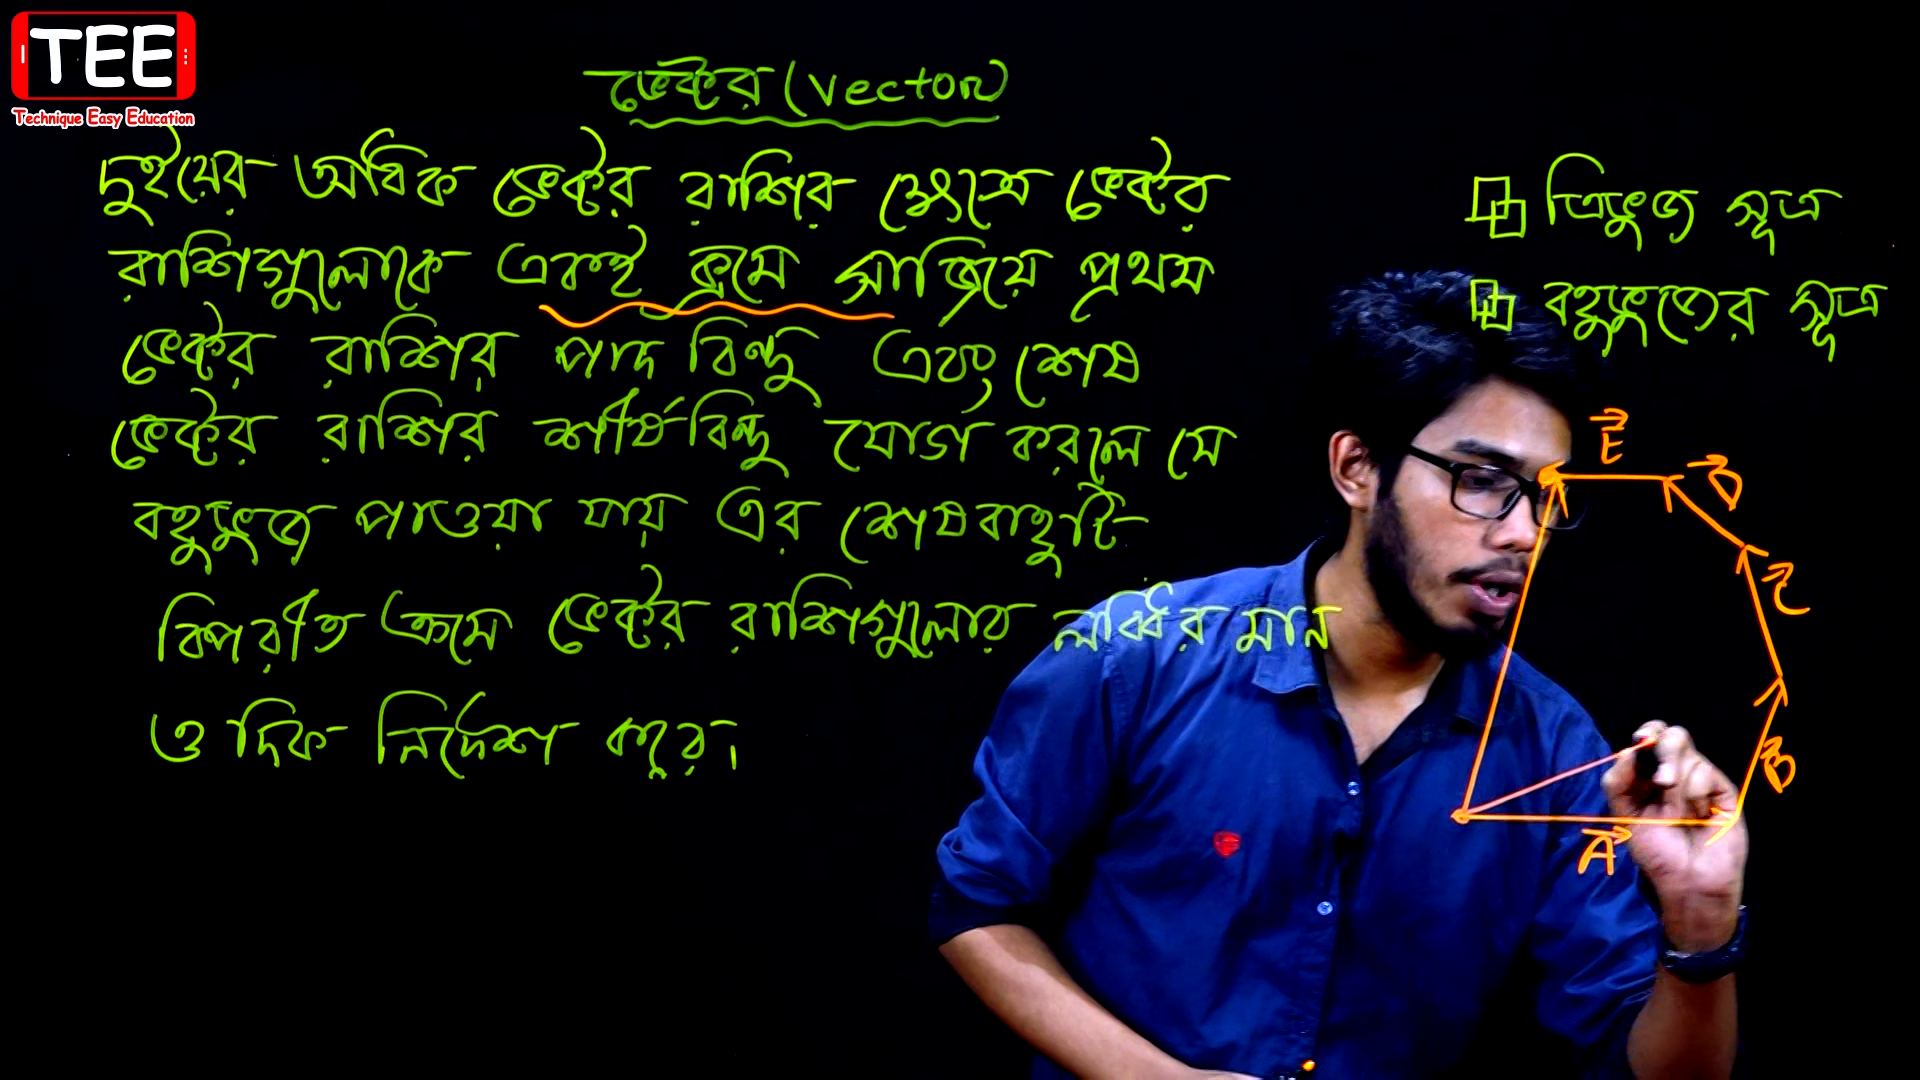 TEE
Technique Easy Education
ভেক্টর (Vector)
দুইয়ের অধিক ভেক্টর রাশির ক্ষেত্রে ভেক্টর
রাশিগুলোকে একই ক্রমে সাজিয়ে প্রথম
ভেক্টর রাশির পাদ বিন্দু এবং শেষ
ভেক্টর রাশির শীর্ষবিন্দু যোগ করলে যে
বহুভুজ পাওয়া যায় এর শেষবাহুটি
বিপরীত ক্রমে ভেক্টর রাশিগুলোর লব্ধির মান
ও দিক নির্দেশ করে।
ত্রিভুজ সূত্র
বহুভুজের সূত্র
E
D
C
B
A